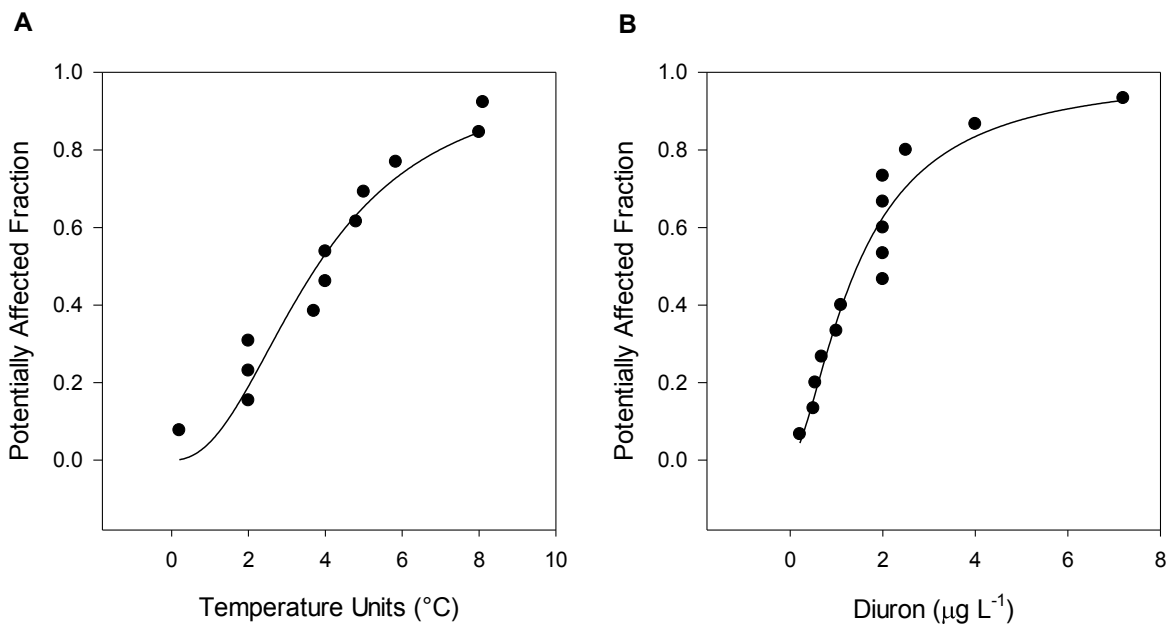 A
1.0
0.8
0.6
0.4
0.2
0.0
Potentially Affected Fraction
0 2 4 6 8 10
Temperature Units (°C)
B
1.0
0.8
0.6
0.4
0.2
0.0
Potentially Affected Fraction
0 2 4 6 8
Diuron (μg L⁻¹)